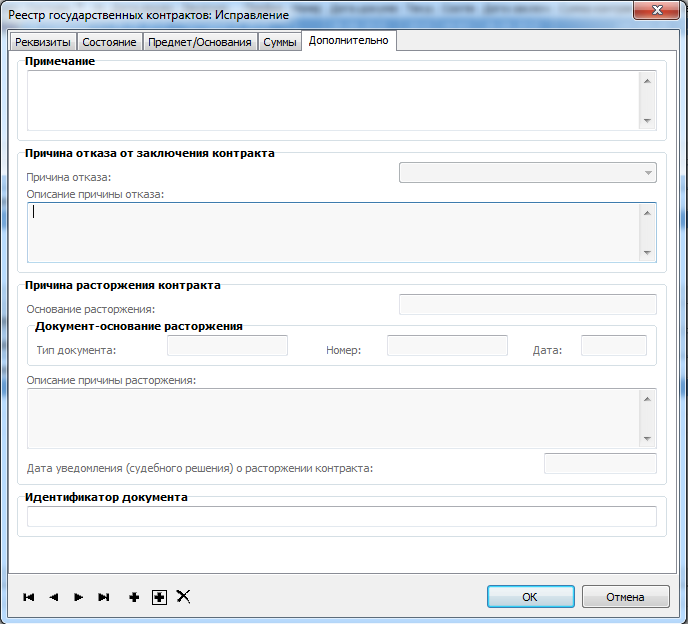 Реестр государственных контрактов: Исправление
Реквизиты Состояние Предмет/Основания Суммы Дополнительно
Примечание
Причина отказа от заключения контракта
Причина отказа:
Описание причины отказа:
Причина расторжения контракта
Основание расторжения:
Документ-основание расторжения
Тип документа: Номер: Дата:
Описание причины расторжения:
Дата уведомления (судебного решения) о расторжении контракта:
Идентификатор документа
OK Отмена